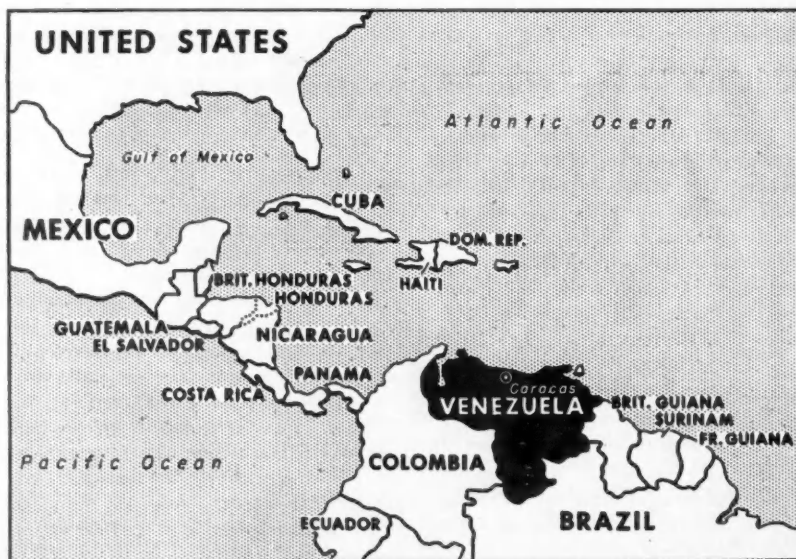 UNITED STATES
Atlantic Ocean
Gulf of Mexico
CUBA
MEXICO
DOM. REP.
HAITI
BRIT. HONDURAS
HONDURAS
GUATEMALA
NICARAGUA
EL SALVADOR
PANAMA
COSTA RICA
Caracas
VENEZUELA
BRIT. GUIANA
SURINAM
FR. GUIANA
Pacific Ocean
COLOMBIA
ECUADOR
BRAZIL